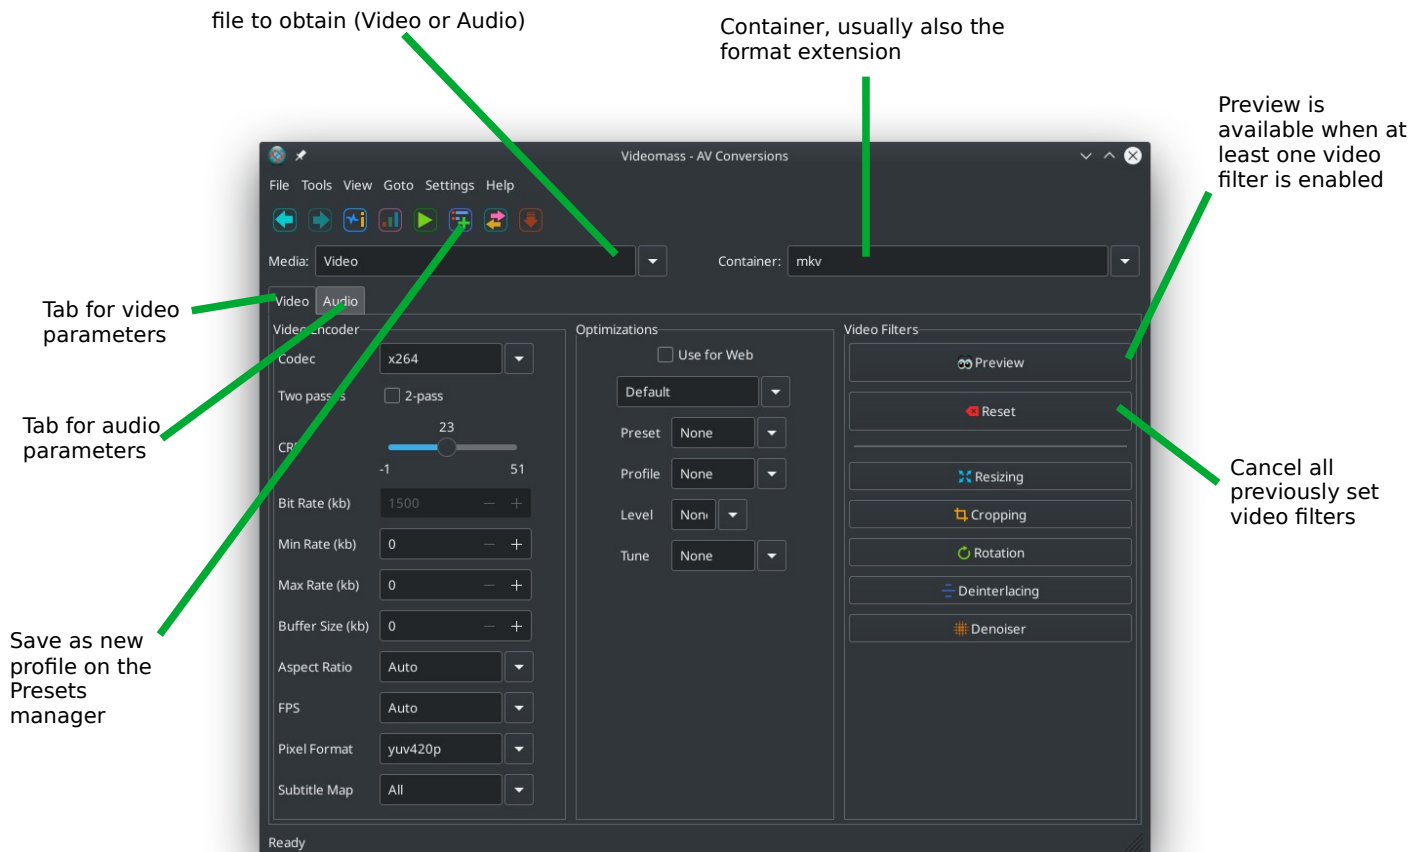 file to obtain (Video or Audio)
Container, usually also the
format extension
Preview is
available when at
least one video
filter is enabled
Videomass - AV Conversions
File Tools View Goto Settings Help
Media: Video
Container: mkv
Tab for video
parameters
Video Audio
Video Encoder
Codec x264
Two passes 2-pass
CRF 23
-1 51
Bit Rate (kb) 1500
Min Rate (kb) 0
Max Rate (kb) 0
Buffer Size (kb) 0
Aspect Ratio Auto
FPS Auto
Pixel Format yuv420p
Subtitle Map All
Optimizations
Use for Web
Default
Preset None
Profile None
Level
Tune None
Video Filters
Preview
Reset
Resizing
Cropping
Rotation
Deinterlacing
Denoiser
Tab for audio
parameters
Cancel all
previously set
video filters
Save as new
profile on the
Presets
manager
Ready